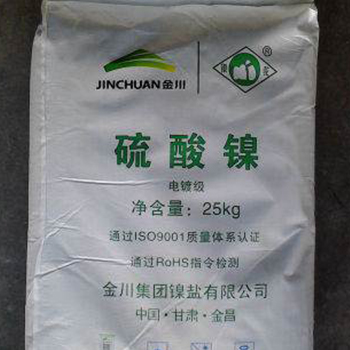 JINCHUAN金川
®
硫酸镍
电镀级
净含量：25kg
通过ISO9001质量体系认证
通过RoHS指令检测
金川集团镍盐有限公司
中国·甘肃·金昌